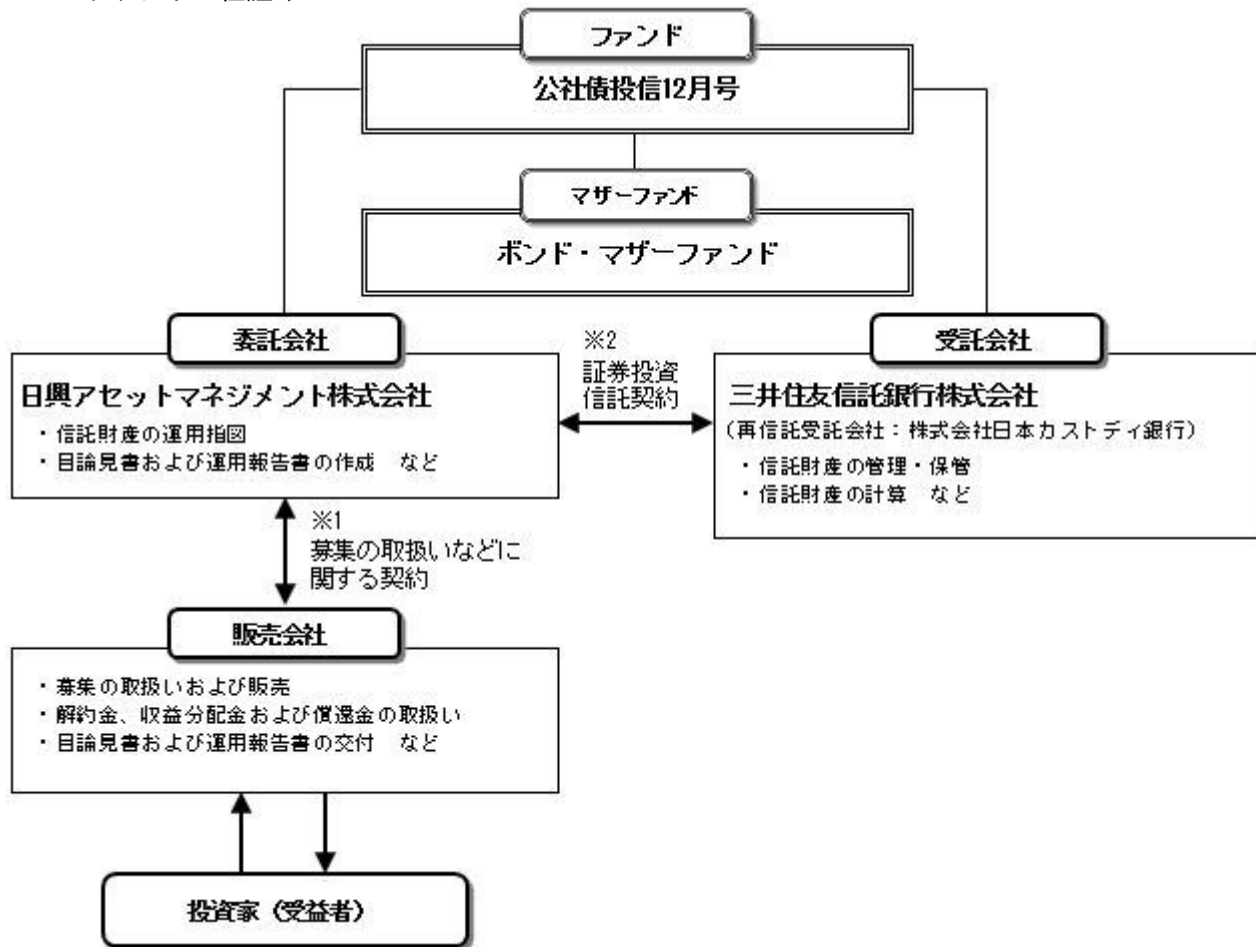 ファンド
公社債投信12月号
マザーファンド
ボンド・マザーファンド
委託会社
日興アセットマネジメント株式会社
・信託財産の運用指図
・目論見書および運用報告書の作成　など
※2
証券投資
信託契約
受託会社
三井住友信託銀行株式会社
(再信託受託会社：株式会社日本カストディ銀行)
・信託財産の管理・保管
・信託財産の計算　など
※1
募集の取扱いなどに
関する契約
販売会社
・募集の取扱いおよび販売
・解約金、収益分配金および償還金の取扱い
・目論見書および運用報告書の交付　など
投資家（受益者）